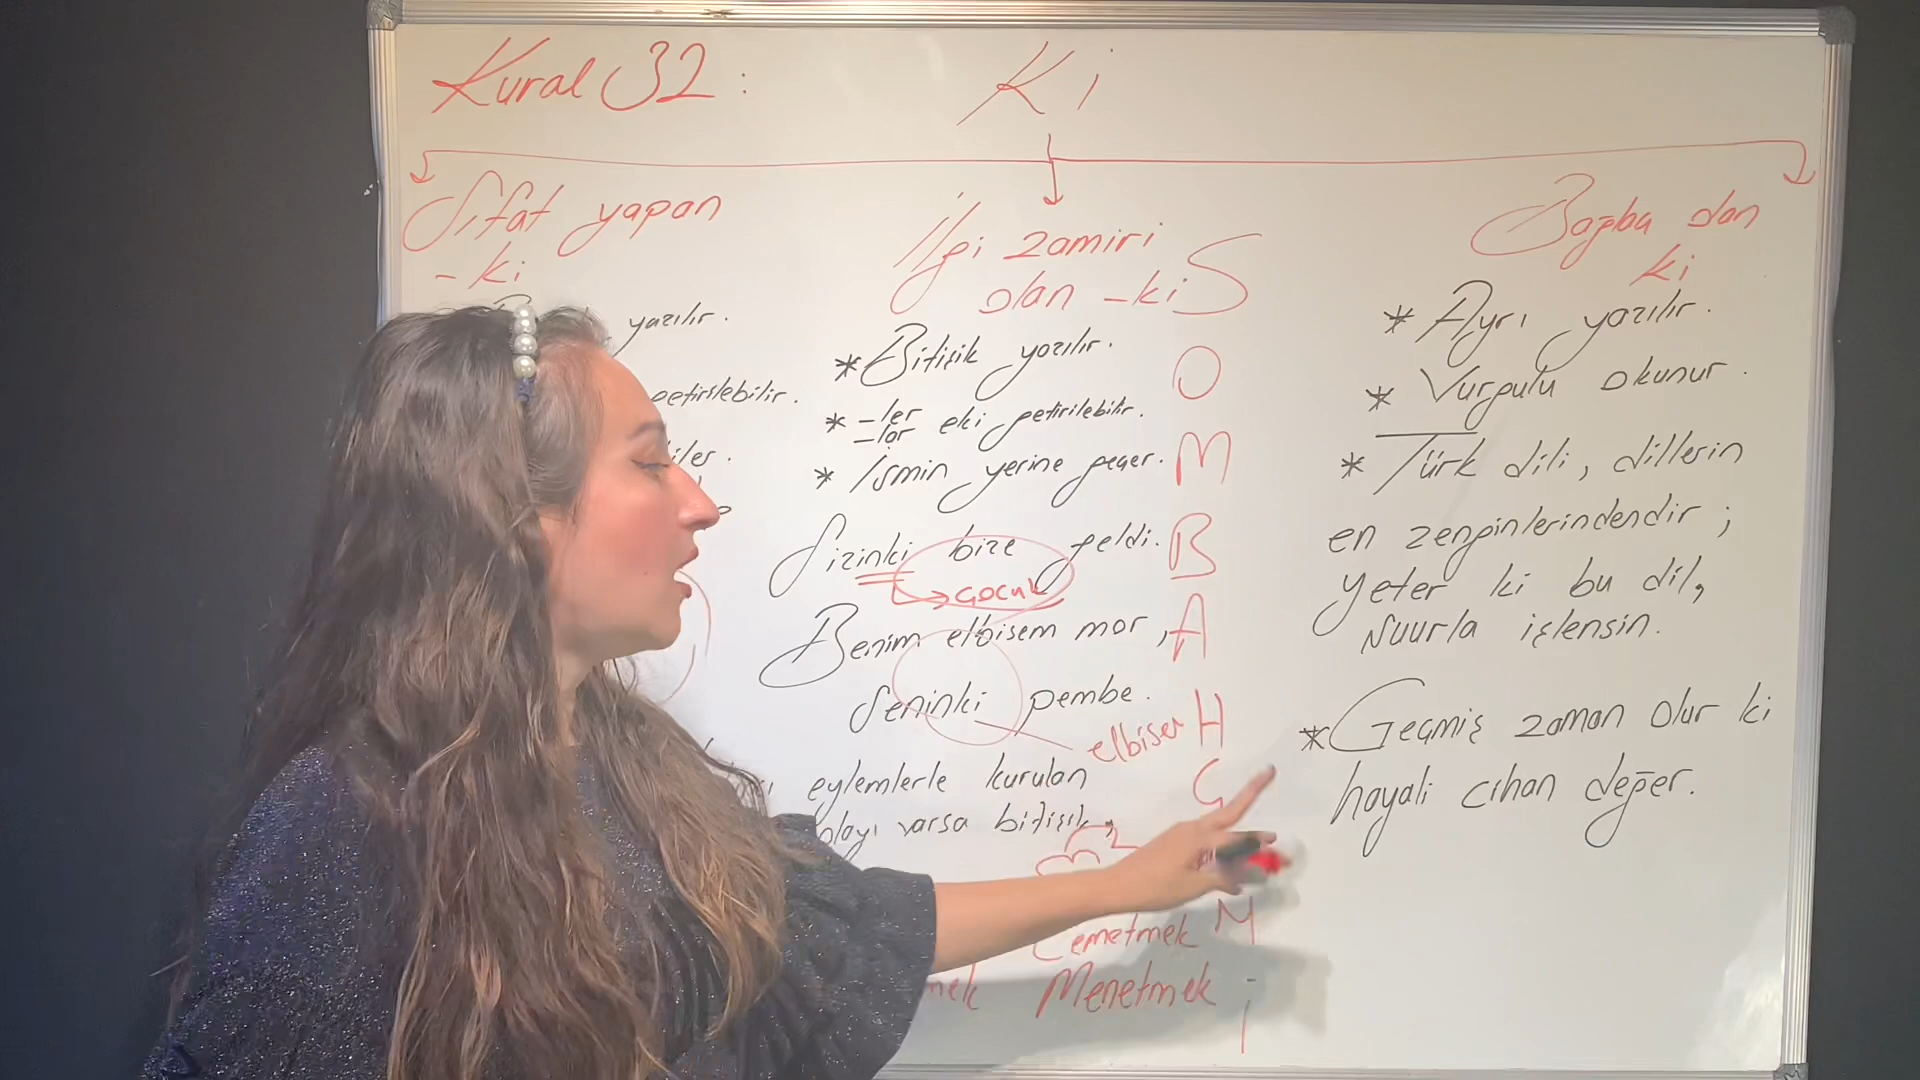 Kural 32 : Ki
Sıfat yapan
- ki
yazılır.
getirilebilir.
İlgi zamiri
olan -ki
* Bitişik yazılır.
* -ler
-lar eki getirilebilir.
* İsmin yerine geçer.
Sizinki bize geldi.
çocuk
Benim elbisem mor,
Seninki pembe.
elbisen
eylemlerle kurulan
olayı varsa bitişik,
Menetmek
S
O
M
B
A
H
Ç
M
İ
Bağlaç olan
ki
* Ayrı yazılır.
* Vurgulu okunur.
* Türk dili, dillerin
en zenginlerindendir;
yeter ki bu dil,
şuurla işlensin.
* Geçmiş zaman olur ki
hayali cihan değer.